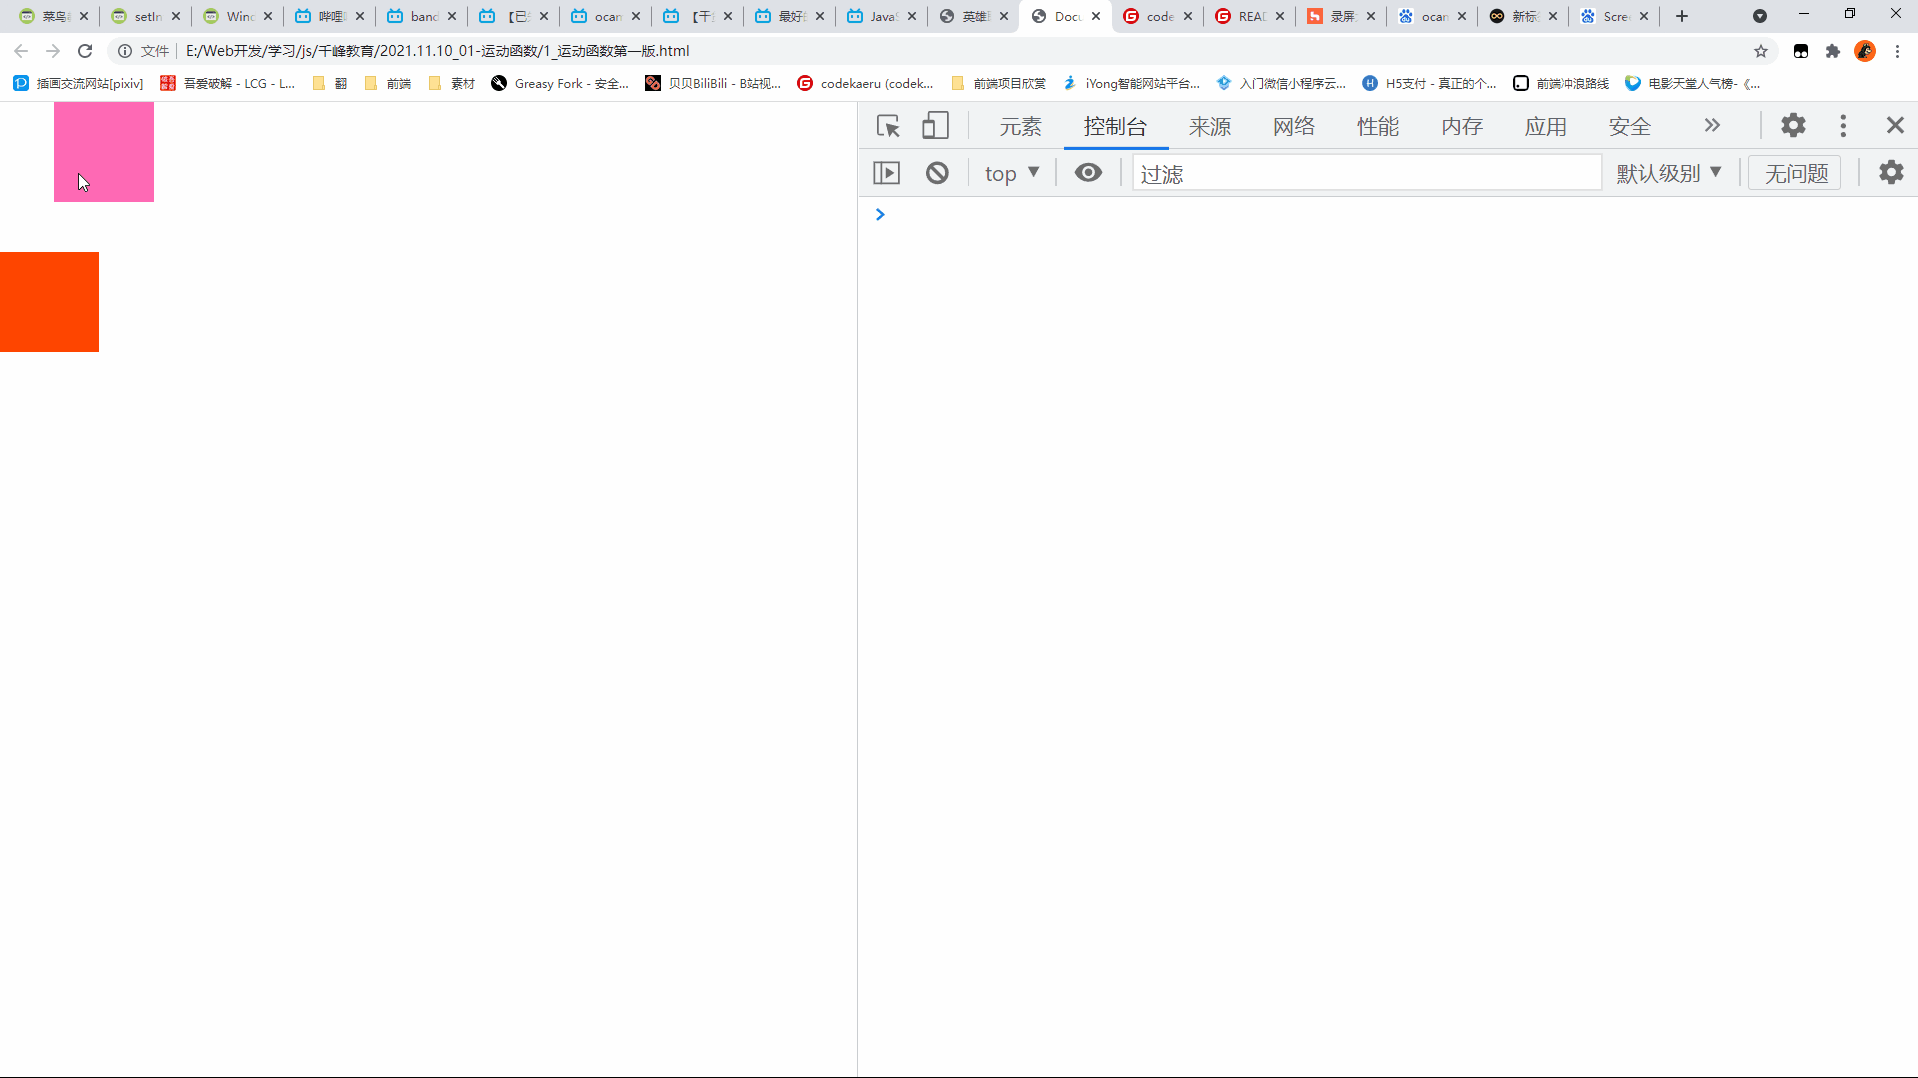 菜鸟 setIn Winc 哔哩 band 【已 ocan 【千 最好 JavaS 英雄 Docu code READ 录屏 ocan 新标 Scree
文件 E:/Web开发/学习/js/千峰教育/2021.11.10_01-运动函数/1_运动函数第一版.html
插画交流网站[pixiv] 吾爱破解 - LCG - L... 翻 前端 素材 Greasy Fork - 安全... 贝贝BiliBili - B站视... codekaeru (codek... 前端项目欣赏 iYong智能网站平台... 入门微信小程序云... H5支付 - 真正的个... 前端冲浪路线 电影天堂人气榜-《...
元素 控制台 来源 网络 性能 内存 应用 安全
top 过滤 默认级别 无问题